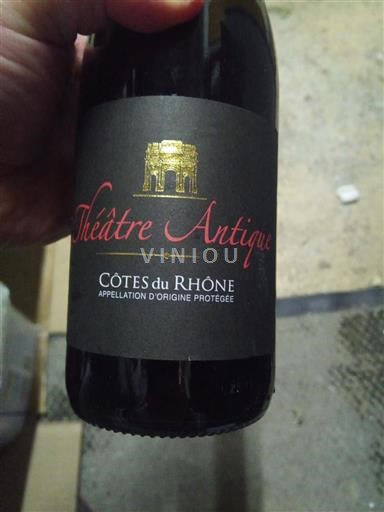 Théâtre Antique
VINIOU
CÔTES DU RHÔNE
APPELLATION D'ORIGINE PROTÉGÉE